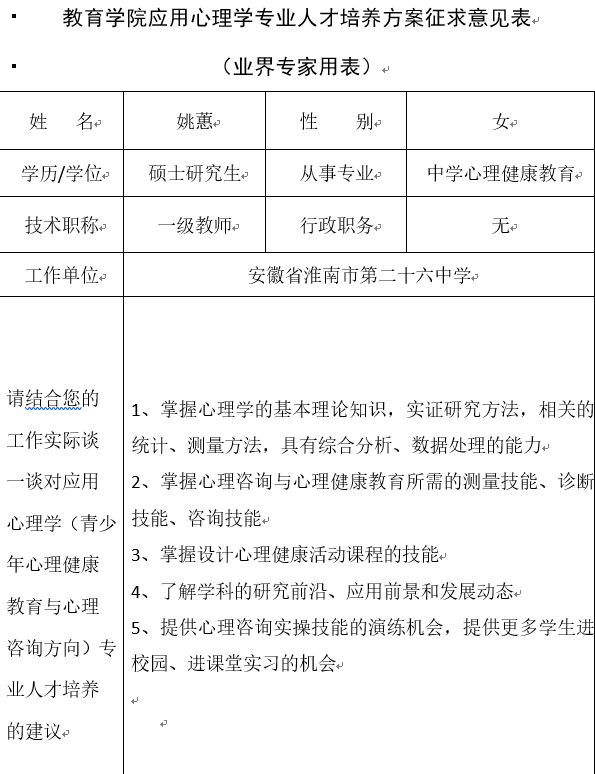 教育学院应用心理学专业人才培养方案征求意见表
（业界专家用表）
姓 名 姚蕙 性 别 女
学历/学位 硕士研究生 从事专业 中学心理健康教育
技术职称 一级教师 行政职务 无
工作单位 安徽省淮南市第二十六中学
请结合您的
工作实际谈
一谈对应用
心理学（青少
年心理健康
教育与心理
咨询方向）专
业人才培养
的建议
1、掌握心理学的基本理论知识，实证研究方法，相关的
统计、测量方法，具有综合分析、数据处理的能力
2、掌握心理咨询与心理健康教育所需的测量技能、诊断
技能、咨询技能
3、掌握设计心理健康活动课程的技能
4、了解学科的研究前沿、应用前景和发展动态
5、提供心理咨询实操技能的演练机会，提供更多学生进
校园、进课堂实习的机会